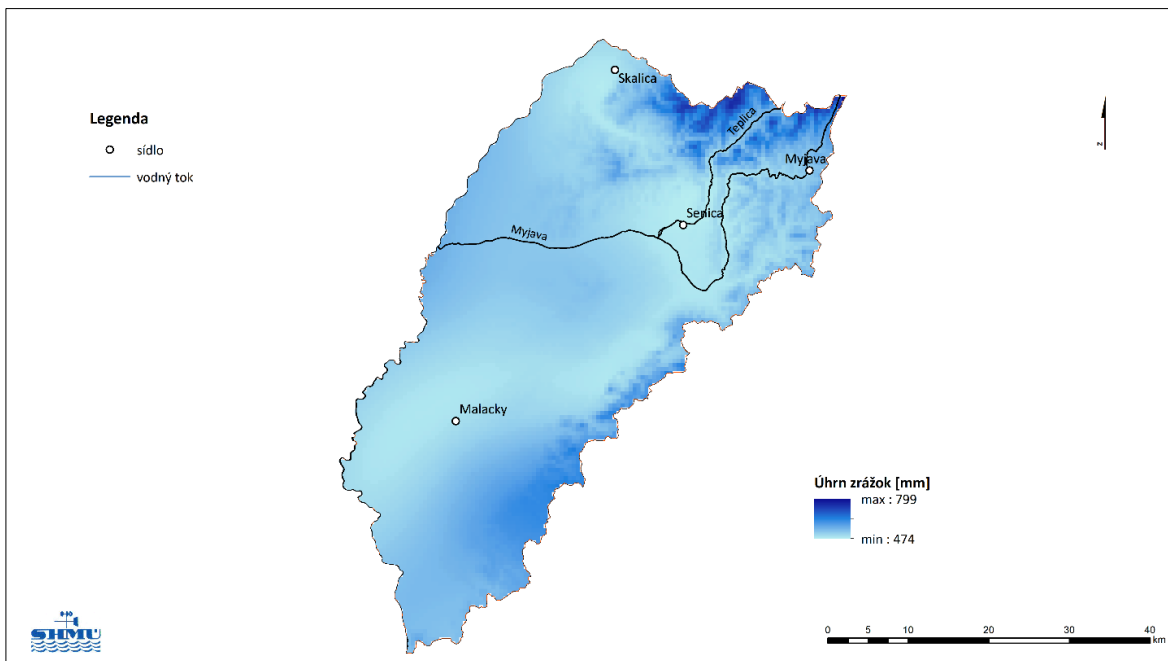 Skalica
Legenda
sídlo
vodný tok
Teplica
Myjava
Senica
Myjava
Malacky
Úhrn zrážok [mm]
max : 799
min : 474
N
SHMÚ
0 5 10 20 30 40
km